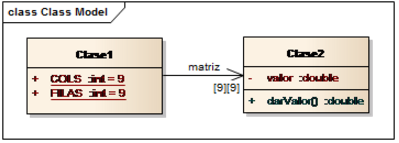 class Class Model
Clase1
+ COLS :int = 9
+ FILAS :int = 9
matriz
[9][9]
Clase2
- valor :double
+ darValor() :double